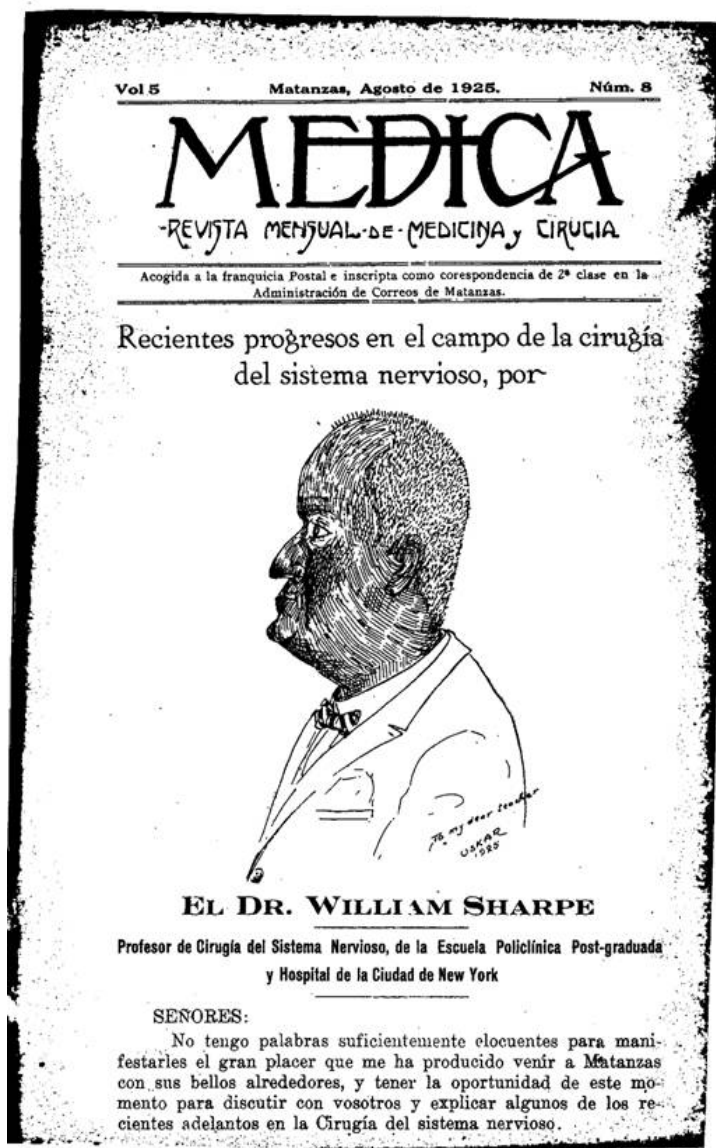 Vol 5 Matanzas, Agosto de 1925. Núm. 8
MEDICA
-REVISTA MENSUAL-DE-MEDICINA y CIRUGIA
Acogida a la franquicia Postal e inscripta como corespondencia de 2ª clase en la
Administración de Correos de Matanzas.
Recientes progresos en el campo de la cirugía
del sistema nervioso, por
To my dear teacher
USKAR
1925
EL DR. WILLIAM SHARPE
Profesor de Cirugía del Sistema Nervioso, de la Escuela Policlínica Post-graduada
y Hospital de la Ciudad de New York
SEÑORES:
No tengo palabras suficientemente elocuentes para mani-
festarles el gran placer que me ha producido venir a Matanzas
con sus bellos alrededores, y tener la oportunidad de este mo-
mento para discutir con vosotros y explicar algunos de los re-
cientes adelantos en la Cirugía del sistema nervioso.